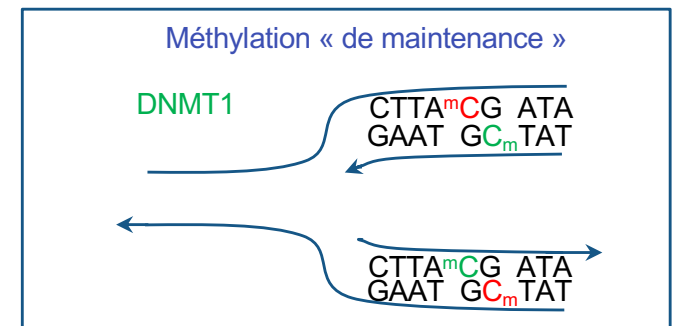 Méthylation « de maintenance »
DNMT1
CTTAᵐCG ATA
GAAT GCₘTAT
CTTAᵐCG ATA
GAAT GCₘTAT